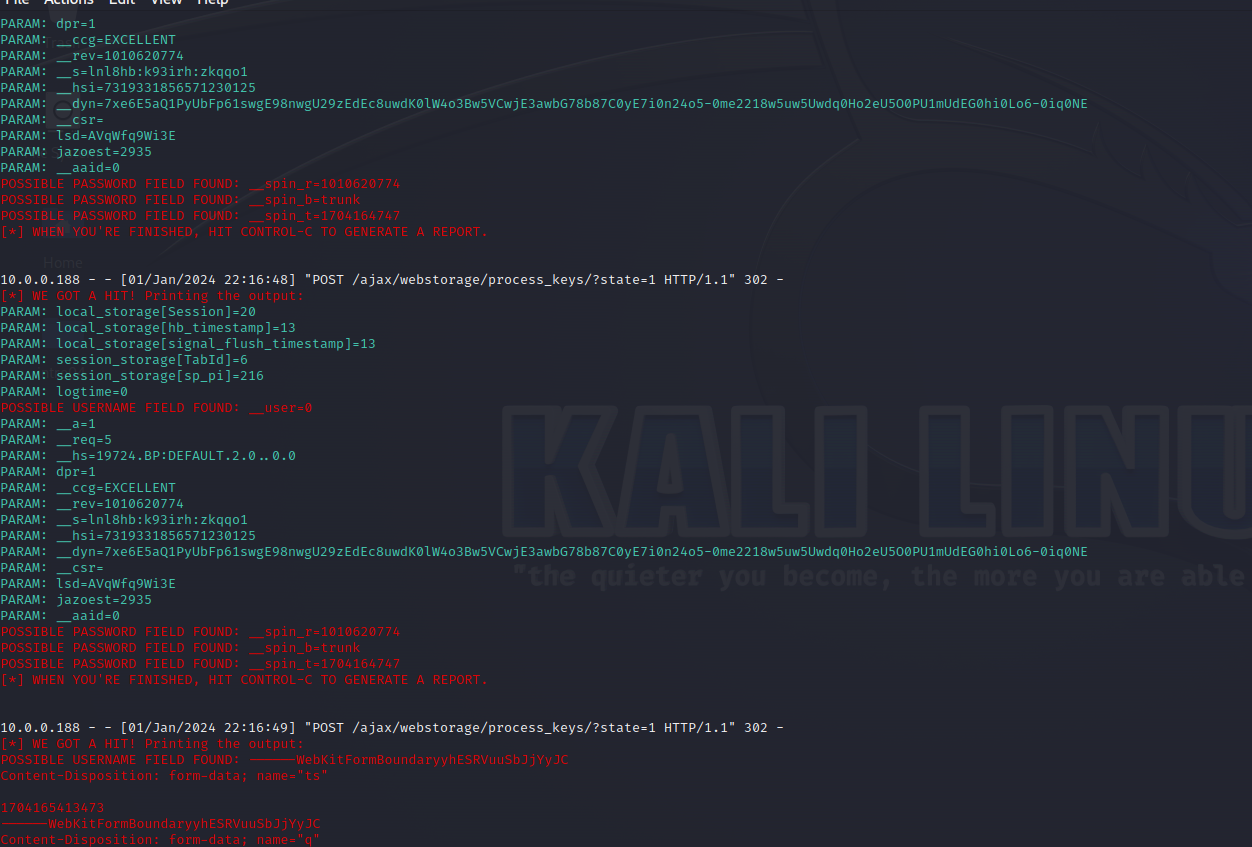 File Actions Edit View Help
PARAM: dpr=1
PARAM: __ccg=EXCELLENT
PARAM: __rev=1010620774
PARAM: __s=lnl8hb:k93irh:zkqqo1
PARAM: __hsi=7319331856571230125
PARAM: __dyn=7xe6E5aQ1PyUbFp61swgE98nwgU29zEdEc8uwdK0lW4o3Bw5VCwjE3awbG78b87C0yE7i0n24o5-0me2218w5uw5Uwdq0Ho2eU5O0PU1mUdEG0hi0Lo6-0iq0NE
PARAM: __csr=
PARAM: lsd=AVqWfq9Wi3E
PARAM: jazoest=2935
PARAM: __aaid=0
POSSIBLE PASSWORD FIELD FOUND: __spin_r=1010620774
POSSIBLE PASSWORD FIELD FOUND: __spin_b=trunk
POSSIBLE PASSWORD FIELD FOUND: __spin_t=1704164747
[*] WHEN YOU'RE FINISHED, HIT CONTROL-C TO GENERATE A REPORT.
Home
10.0.0.188 - - [01/Jan/2024 22:16:48] "POST /ajax/webstorage/process_keys/?state=1 HTTP/1.1" 302 -
[*] WE GOT A HIT! Printing the output:
PARAM: local_storage[Session]=20
PARAM: local_storage[hb_timestamp]=13
PARAM: local_storage[signal_flush_timestamp]=13
PARAM: session_storage[TabId]=6
PARAM: session_storage[sp_pi]=216
PARAM: logtime=0
POSSIBLE USERNAME FIELD FOUND: __user=0
PARAM: __a=1
PARAM: __req=5
PARAM: __hs=19724.BP:DEFAULT.2.0..0.0
PARAM: dpr=1
PARAM: __ccg=EXCELLENT
PARAM: __rev=1010620774
PARAM: __s=lnl8hb:k93irh:zkqqo1
PARAM: __hsi=7319331856571230125
PARAM: __dyn=7xe6E5aQ1PyUbFp61swgE98nwgU29zEdEc8uwdK0lW4o3Bw5VCwjE3awbG78b87C0yE7i0n24o5-0me2218w5uw5Uwdq0Ho2eU5O0PU1mUdEG0hi0Lo6-0iq0NE
PARAM: __csr=
PARAM: lsd=AVqWfq9Wi3E
PARAM: jazoest=2935
PARAM: __aaid=0
POSSIBLE PASSWORD FIELD FOUND: __spin_r=1010620774
POSSIBLE PASSWORD FIELD FOUND: __spin_b=trunk
POSSIBLE PASSWORD FIELD FOUND: __spin_t=1704164747
[*] WHEN YOU'RE FINISHED, HIT CONTROL-C TO GENERATE A REPORT.
KALI LINU
"the quieter you become, the more you are able
10.0.0.188 - - [01/Jan/2024 22:16:49] "POST /ajax/webstorage/process_keys/?state=1 HTTP/1.1" 302 -
[*] WE GOT A HIT! Printing the output:
POSSIBLE USERNAME FIELD FOUND: ------WebKitFormBoundaryyhESRVuuSbJjYyJC
Content-Disposition: form-data; name="ts"
1704165413473
------WebKitFormBoundaryyhESRVuuSbJjYyJC
Content-Disposition: form-data; name="q"